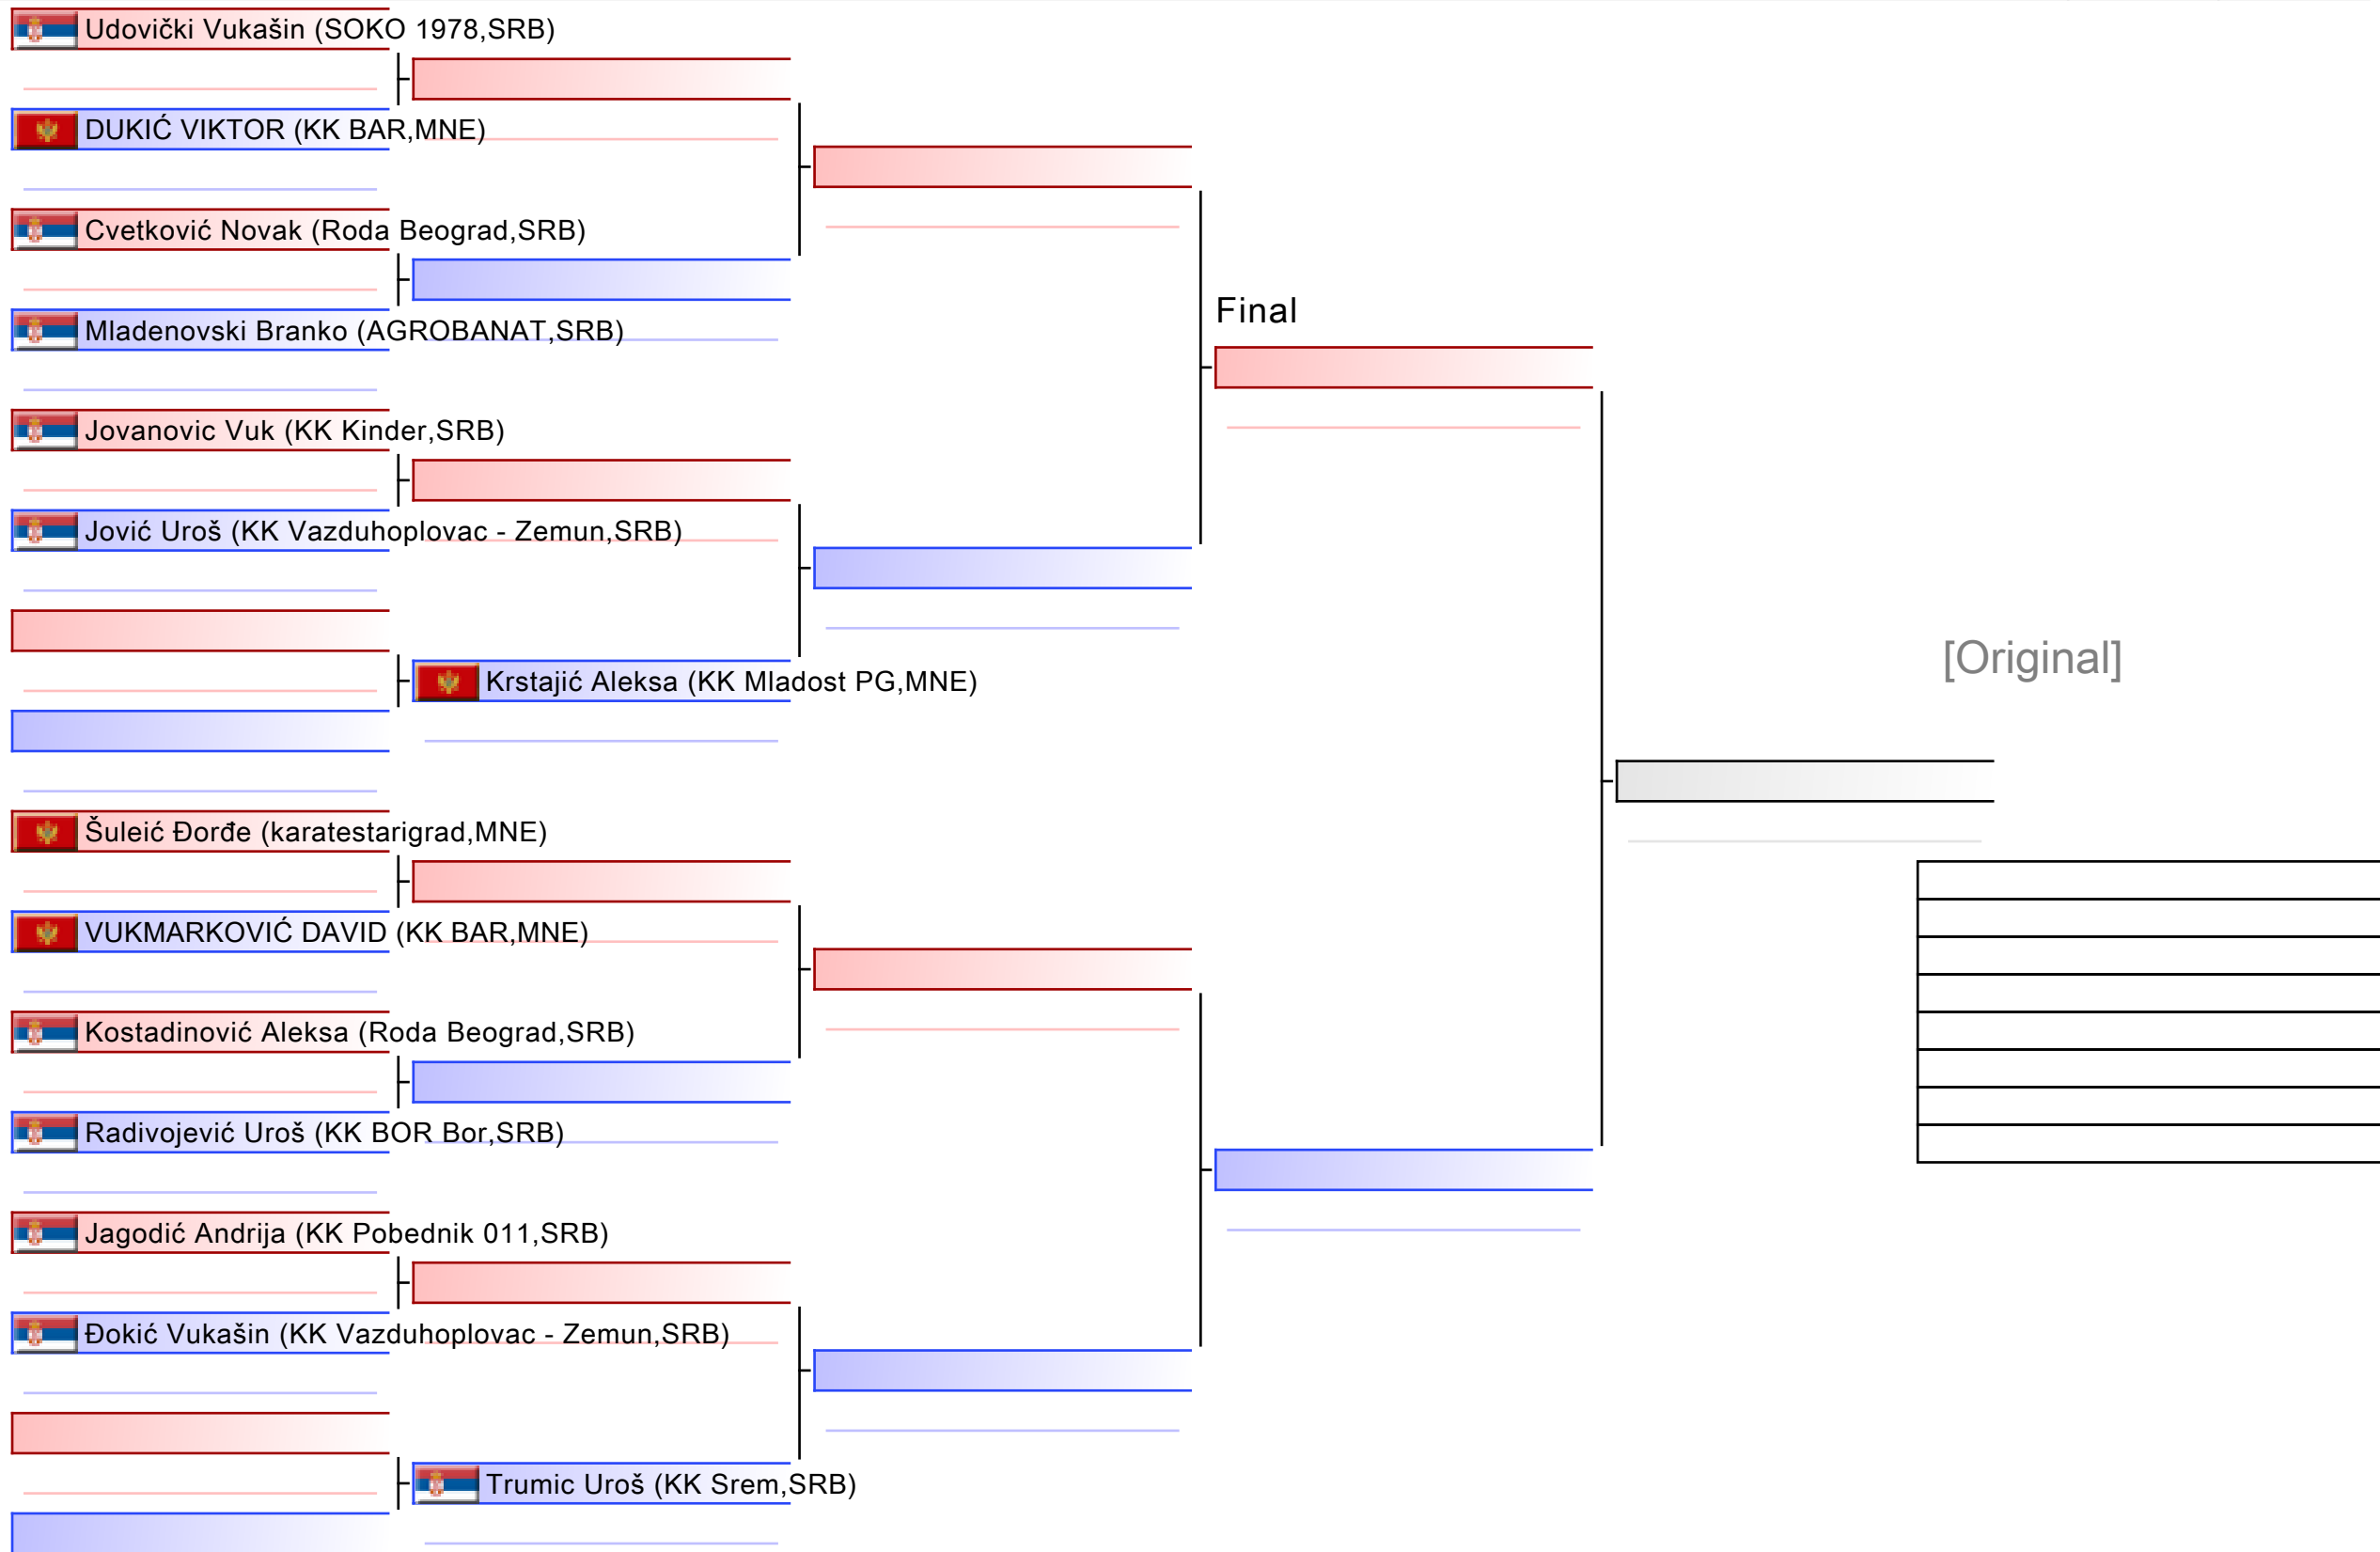 Udovički Vukašin (SOKO 1978,SRB)
DUKIĆ VIKTOR (KK BAR,MNE)
Cvetković Novak (Roda Beograd,SRB)
Final
Mladenovski Branko (AGROBANAT,SRB)
Jovanovic Vuk (KK Kinder,SRB)
Jović Uroš (KK Vazduhoplovac - Zemun,SRB)
[Original]
Krstajić Aleksa (KK Mladost PG,MNE)
Šuleić Đorđe (karatestarigrad,MNE)
VUKMARKOVIĆ DAVID (KK BAR,MNE)
Kostadinović Aleksa (Roda Beograd,SRB)
Radivojević Uroš (KK BOR Bor,SRB)
Jagodić Andrija (KK Pobednik 011,SRB)
Đokić Vukašin (KK Vazduhoplovac - Zemun,SRB)
Trumic Uroš (KK Srem,SRB)